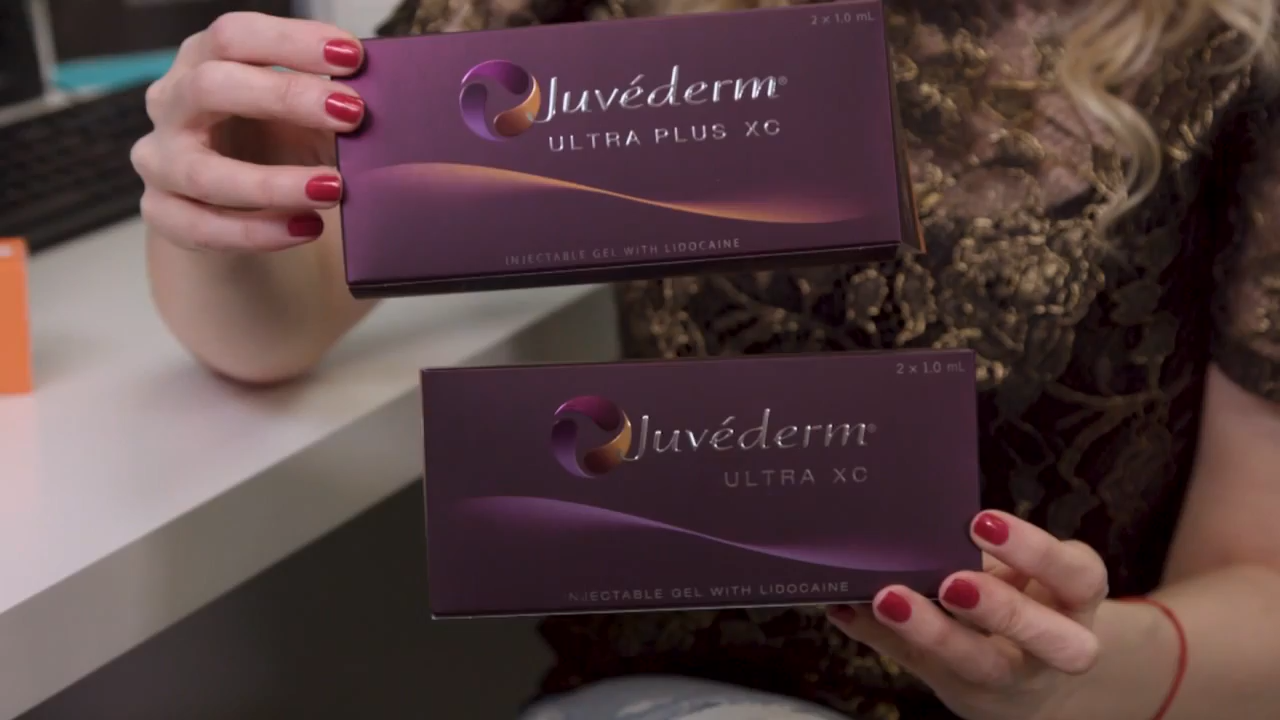 2 x 1.0 mL
Juvéderm®
ULTRA PLUS XC
INJECTABLE GEL WITH LIDOCAINE
2 x 1.0 mL
Juvéderm®
ULTRA XC
INJECTABLE GEL WITH LIDOCAINE